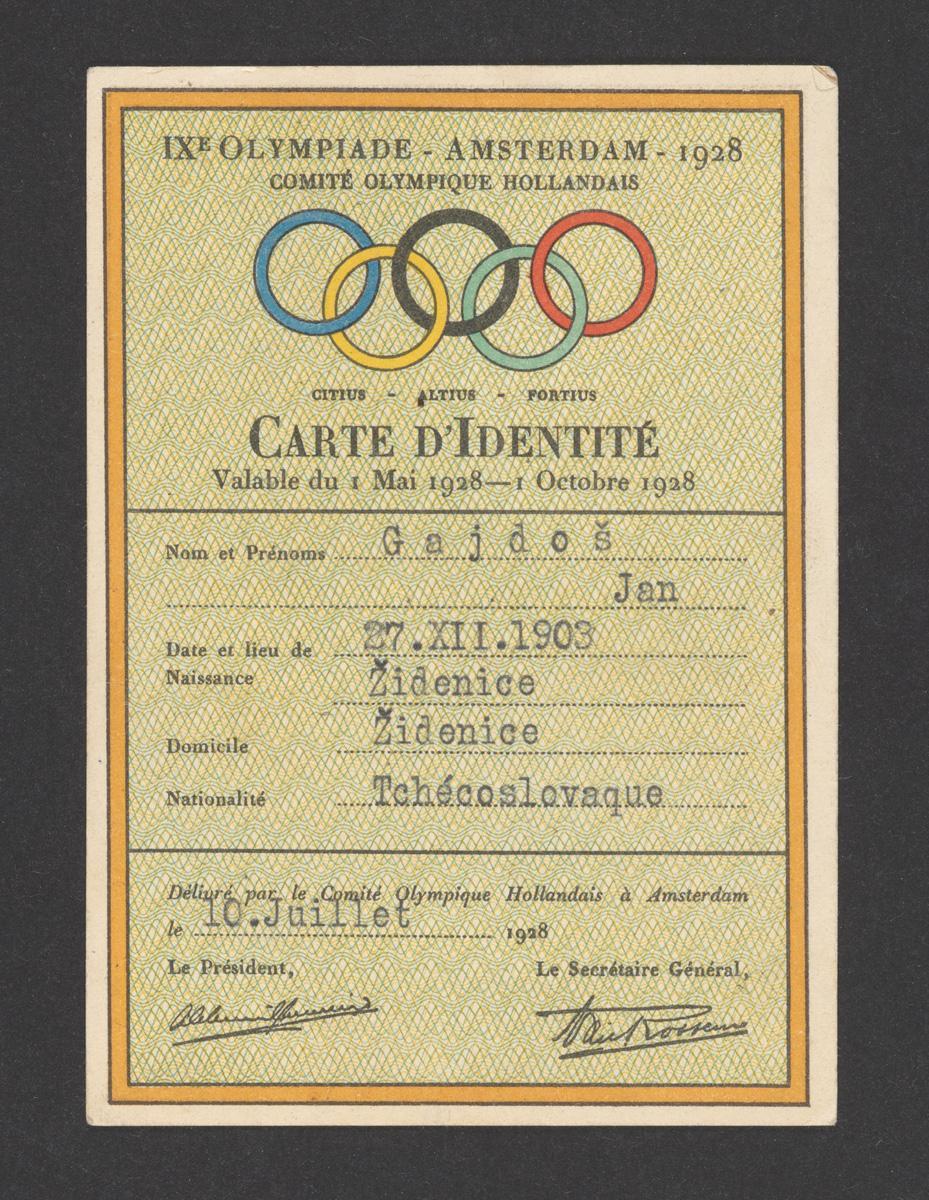 IXE OLYMPIADE - AMSTERDAM - 1928
COMITÉ OLYMPIQUE HOLLANDAIS
CITIUS - ALTIUS - FORTIUS
CARTE D'IDENTITÉ
Valable du 1 Mai 1928—1 Octobre 1928
Nom et Prénoms Gajdoš
Jan
Date et lieu de 27.XII.1903
Naissance Židenice
Domicile Židenice
Nationalité Tchécoslovaque
Délivré par le Comité Olympique Hollandais à Amsterdam
le 10.Juillet 1928
Le Président, Le Secrétaire Général,